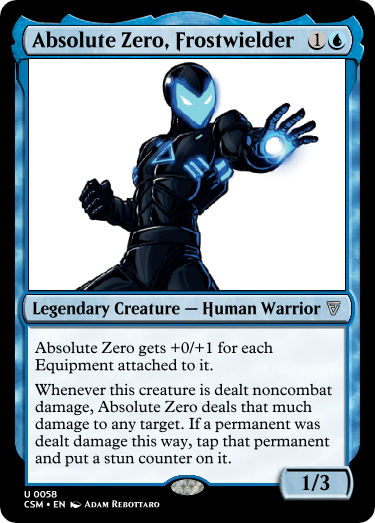 Absolute Zero, Frostwielder 1
Legendary Creature — Human Warrior
Absolute Zero gets +0/+1 for each
Equipment attached to it.
Whenever this creature is dealt noncombat
damage, Absolute Zero deals that much
damage to any target. If a permanent was
dealt damage this way, tap that permanent
and put a stun counter on it.
1/3
U 0058
CSM • EN Adam Rebottaro